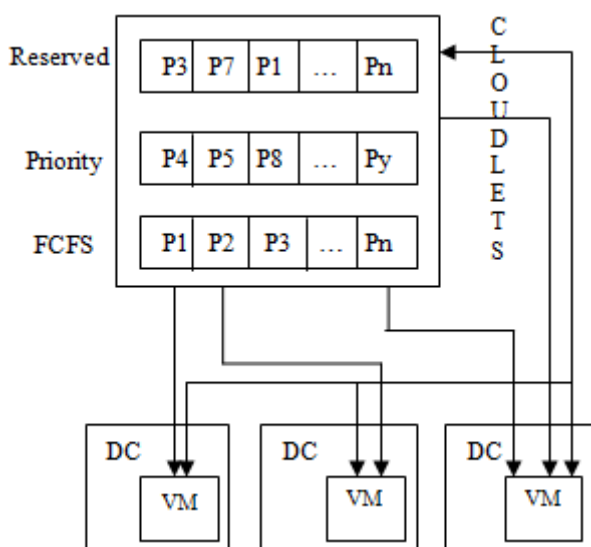 Reserved P3 P7 P1 ... Pn
Priority P4 P5 P8 ... Py
FCFS P1 P2 P3 ... Pn
CLOUDLETS
DC DC DC
VM VM VM